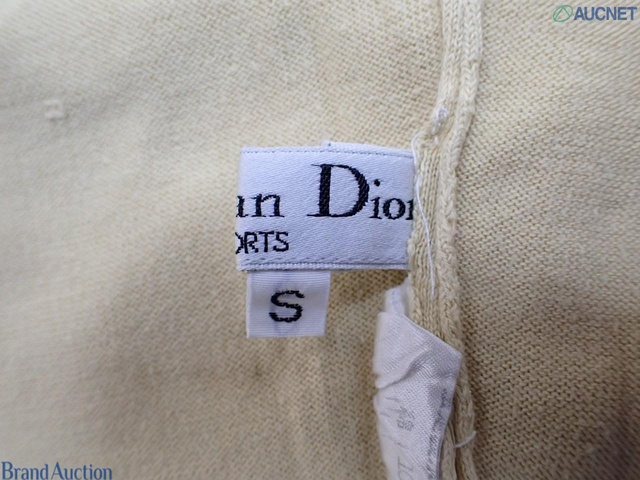 AUCNET
an Dior
ORTS
S
Brand Auction